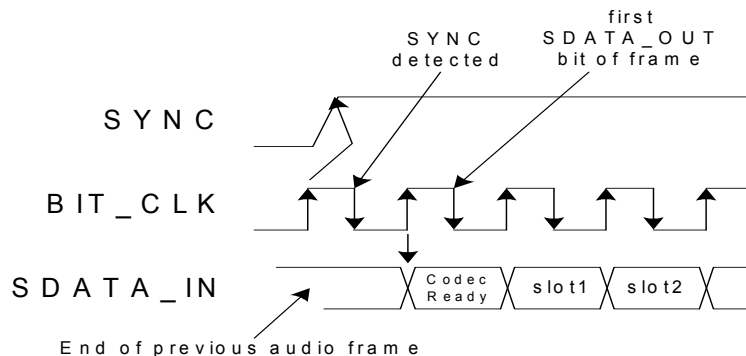 SYNC
detected
first
SDATA_OUT
bit of frame
SYNC
BIT_CLK
SDATA_IN
Codec
Ready
slot1
slot2
End of previous audio frame